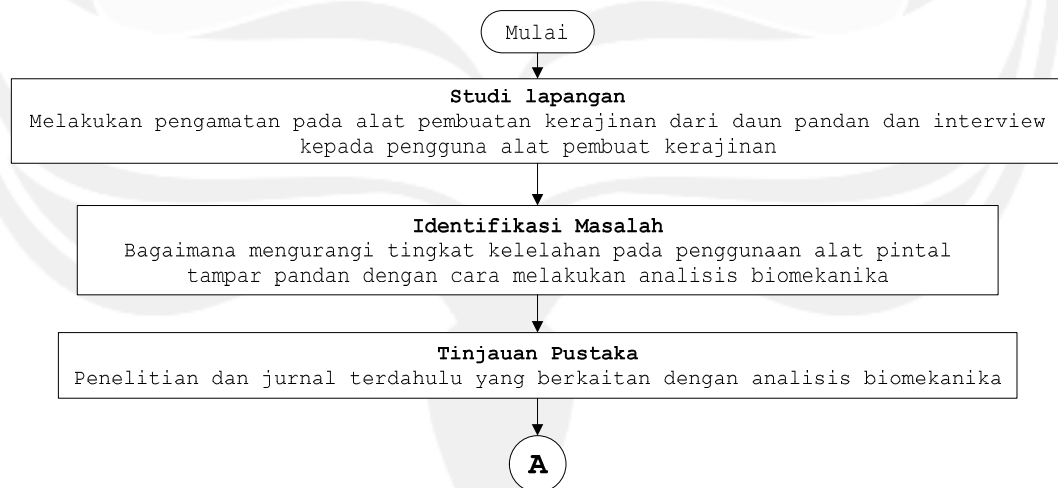 Mulai
Studi lapangan
Melakukan pengamatan pada alat pembuatan kerajinan dari daun pandan dan interview
kepada pengguna alat pembuat kerajinan
Identifikasi Masalah
Bagaimana mengurangi tingkat kelelahan pada penggunaan alat pintal
tampar pandan dengan cara melakukan analisis biomekanika
Tinjauan Pustaka
Penelitian dan jurnal terdahulu yang berkaitan dengan analisis biomekanika
A